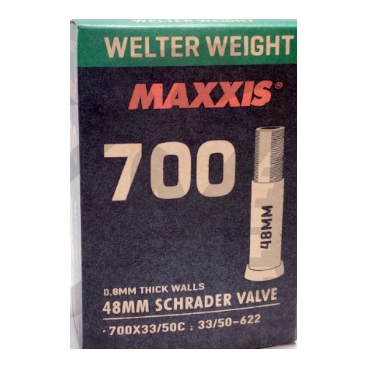 WELTER WEIGHT
MAXXIS
700
48MM
0.8MM THICK WALLS
48MM SCHRADER VALVE
· 700X33/50C ; 33/50-622